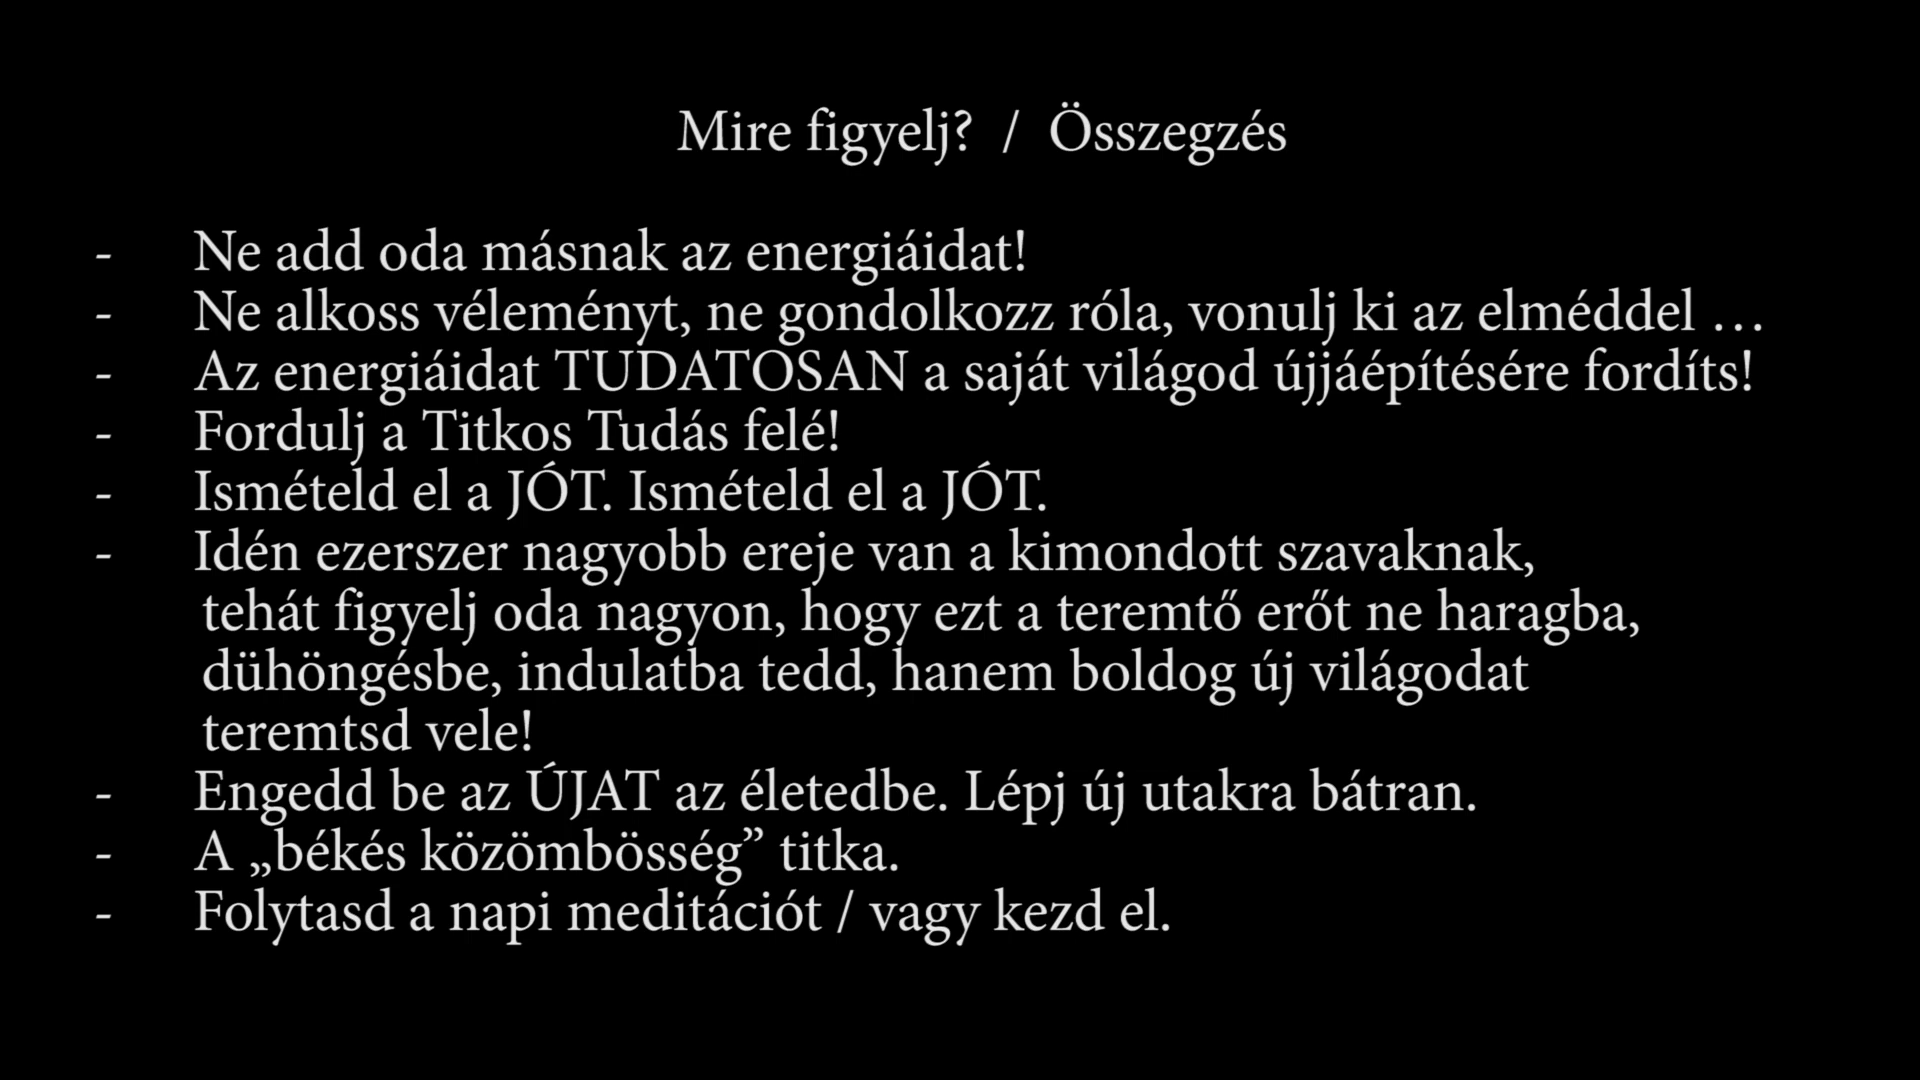 Mire figyelj? / Összegzés
- Ne add oda másnak az energiáidat!
- Ne alkoss véleményt, ne gondolkozz róla, vonulj ki az elméddel …
- Az energiáidat TUDATOSAN a saját világod újjáépítésére fordíts!
- Fordulj a Titkos Tudás felé!
- Ismételd el a JÓT. Ismételd el a JÓT.
- Idén ezerszer nagyobb ereje van a kimondott szavaknak,
tehát figyelj oda nagyon, hogy ezt a teremtő erőt ne haragba,
dühöngésbe, indulatba tedd, hanem boldog új világodat
teremtsd vele!
- Engedd be az ÚJAT az életedbe. Lépj új utakra bátran.
- A „békés közömbösség” titka.
- Folytasd a napi meditációt / vagy kezd el.